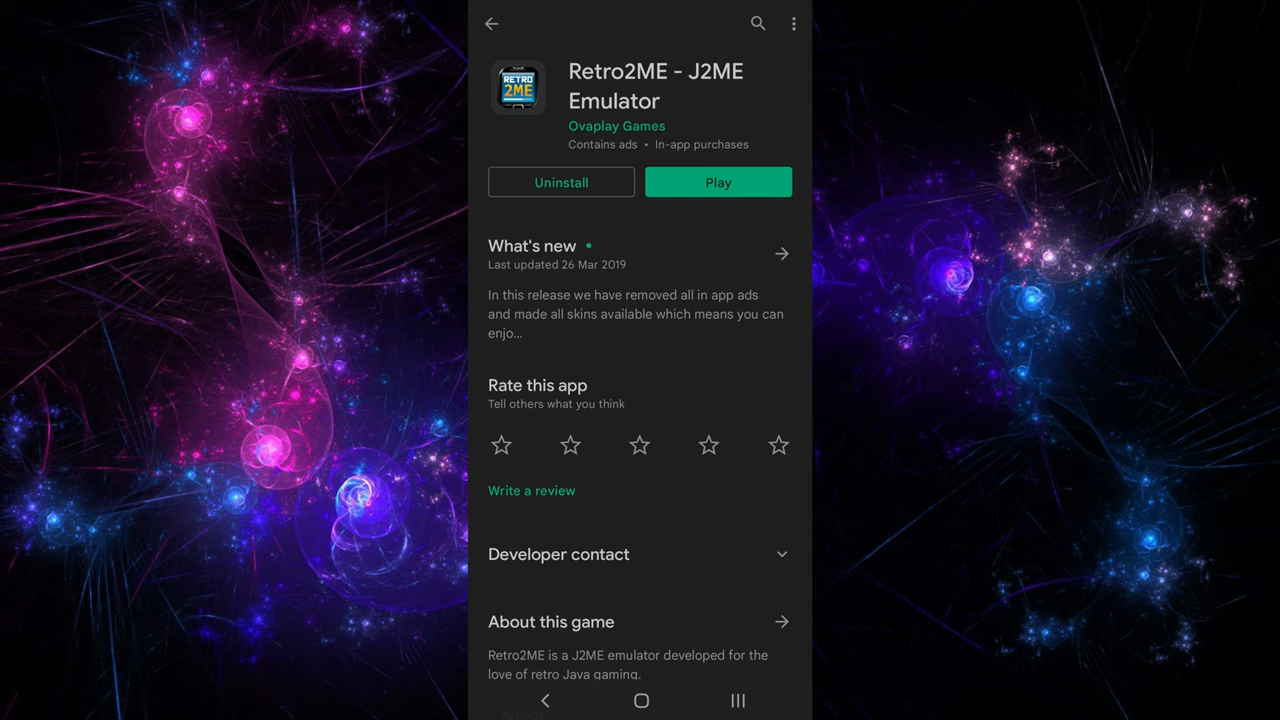 RETRO
2ME
Retro2ME - J2ME
Emulator
Ovaplay Games
Contains ads • In-app purchases
Uninstall
Play
What's new •
Last updated 26 Mar 2019
In this release we have removed all in app ads
and made all skins available which means you can
enjo...
Rate this app
Tell others what you think
Write a review
Developer contact
About this game
Retro2ME is a J2ME emulator developed for the
love of retro Java gaming.
Arcade